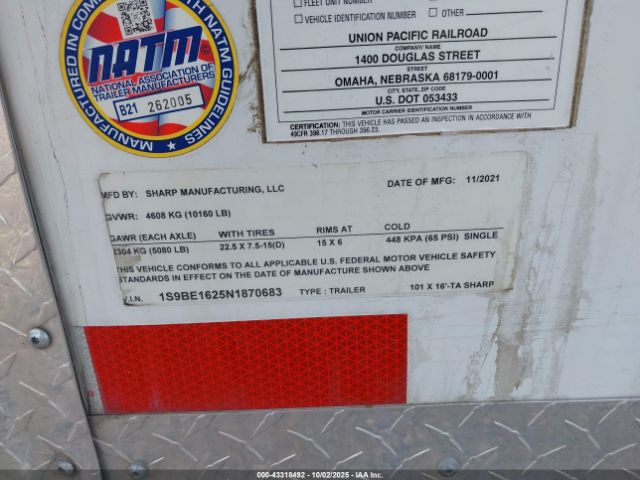 MANUFACTURED IN COM WITH NATM GUIDELINES
NATM
NATIONAL ASSOCIATION OF
TRAILER MANUFACTURERS
B21 262005
FLEET UNIT NUMBER
VEHICLE IDENTIFICATION NUMBER OTHER
UNION PACIFIC RAILROAD
COMPANY/ NAME
1400 DOUGLAS STREET
STREET
OMAHA, NEBRASKA 68179-0001
CITY, STATE, ZIP CODE
U.S. DOT 053433
MOTOR CARRIER IDENTIFICATION NUMBER
CERTIFICATION: THIS VEHICLE HAS PASSED AN INSPECTION IN ACCORDANCE WITH
49CFR 396.17 THROUGH 396.23.
MFD BY: SHARP MANUFACTURING, LLC DATE OF MFG: 11/2021
GVWR: 4608 KG (10160 LB)
GAWR (EACH AXLE) WITH TIRES RIMS AT COLD
2304 KG (5080 LB) 22.5 X 7.5-15(D) 15 X 6 448 KPA (65 PSI) SINGLE
THIS VEHICLE CONFORMS TO ALL APPLICABLE U.S. FEDERAL MOTOR VEHICLE SAFETY
STANDARDS IN EFFECT ON THE DATE OF MANUFACTURE SHOWN ABOVE
V.I.N. 1S9BE1625N1870683 TYPE: TRAILER 101 X 16'-TA SHARP
000-43318492 · 10/02/2025 · IAAI.COM